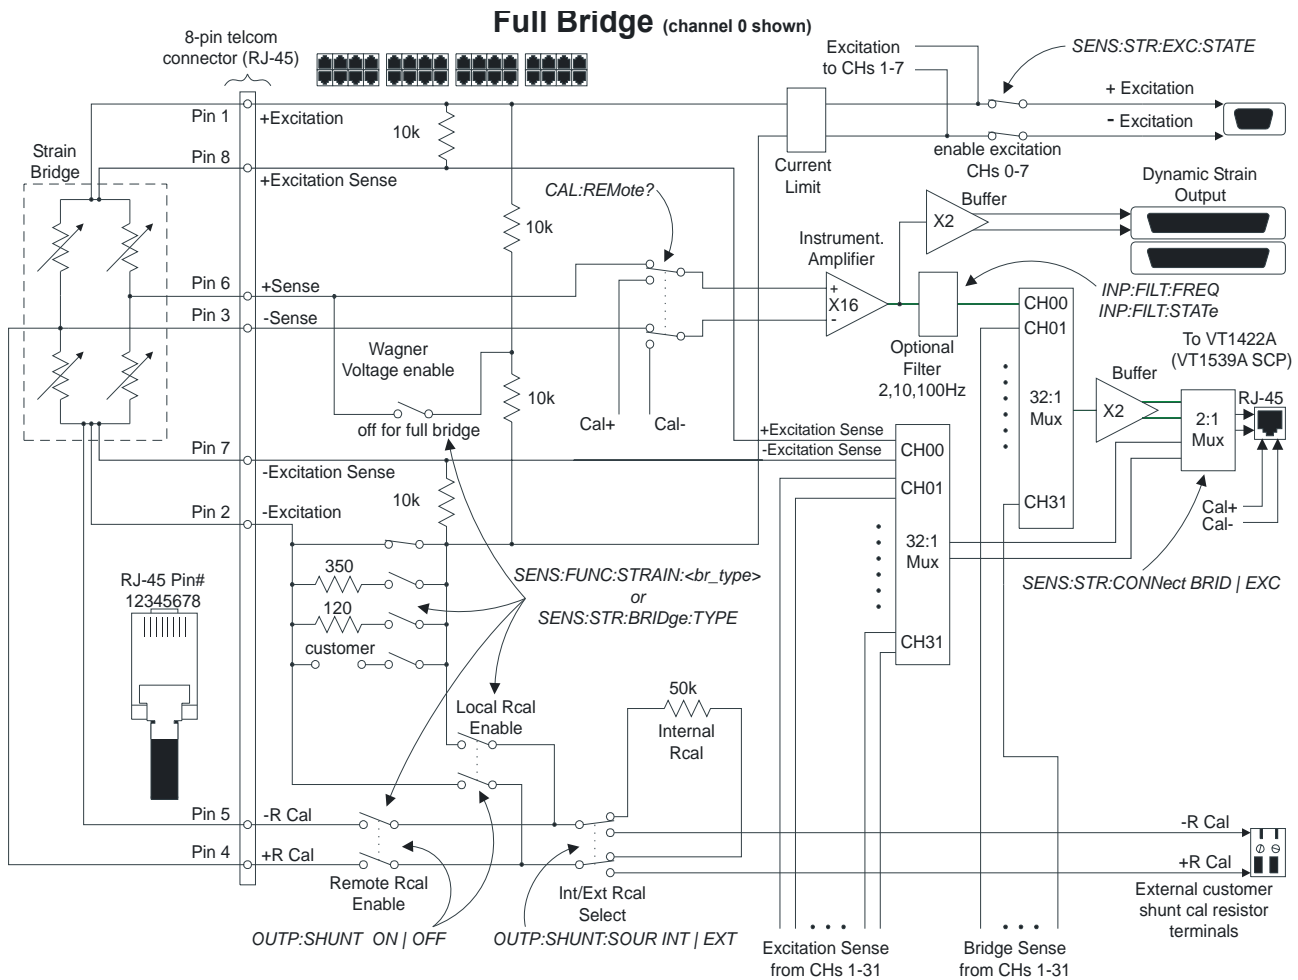 Full Bridge (channel 0 shown)
8-pin telcom
connector (RJ-45)
Excitation
to CHs 1-7
SENS:STR:EXC:STATE
+ Excitation
- Excitation
Pin 1
+Excitation
10k
Strain
Bridge
Pin 8
+Excitation Sense
Current
Limit
enable excitation
CHs 0-7
Dynamic Strain
Output
CAL:REMote?
10k
Buffer
X2
Instrument.
Amplifier
+
X16
-
Pin 6
+Sense
Pin 3
-Sense
INP:FILT:FREQ
INP:FILT:STATe
CH00
CH01
32:1
Mux
CH31
Optional
Filter
2,10,100Hz
To VT1422A
(VT1539A SCP)
Buffer
X2
RJ-45
2:1
Mux
Wagner
Voltage enable
10k
off for full bridge
Cal+
Cal-
+Excitation Sense
-Excitation Sense
Pin 7
-Excitation Sense
CH00
CH01
32:1
Mux
CH31
10k
Pin 2
-Excitation
Cal+
Cal-
SENS:STR:CONNect BRID | EXC
RJ-45 Pin#
12345678
350
120
customer
SENS:FUNC:STRAIN:<br_type>
or
SENS:STR:BRIDge:TYPE
50k
Internal
Rcal
Local Rcal
Enable
Pin 5
-R Cal
Pin 4
+R Cal
-R Cal
+R Cal
Remote Rcal
Enable
Int/Ext Rcal
Select
External customer
shunt cal resistor
terminals
OUTP:SHUNT ON | OFF
OUTP:SHUNT:SOUR INT | EXT
Excitation Sense
from CHs 1-31
Bridge Sense
from CHs 1-31